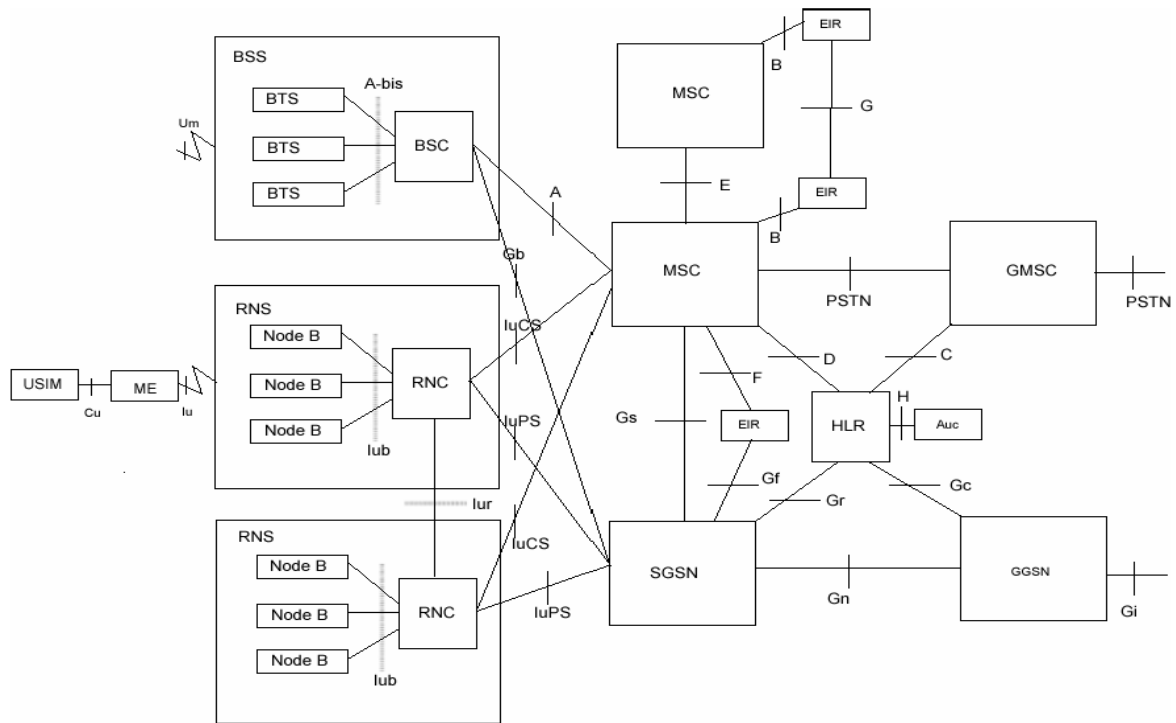 EIR
BSS
B
MSC
G
A-bis
BTS
Um
BTS
BSC
BTS
E
EIR
A
B
Gb
MSC
GMSC
PSTN
PSTN
RNS
IuCS
Node B
D
C
USIM
ME
Node B
RNC
F
Cu
Iu
H
Node B
Gs
EIR
HLR
Auc
IuPS
Iub
Gf
Gr
Gc
Iur
RNS
IuCS
Node B
SGSN
GGSN
Node B
RNC
Gn
Gi
IuPS
Node B
Iub